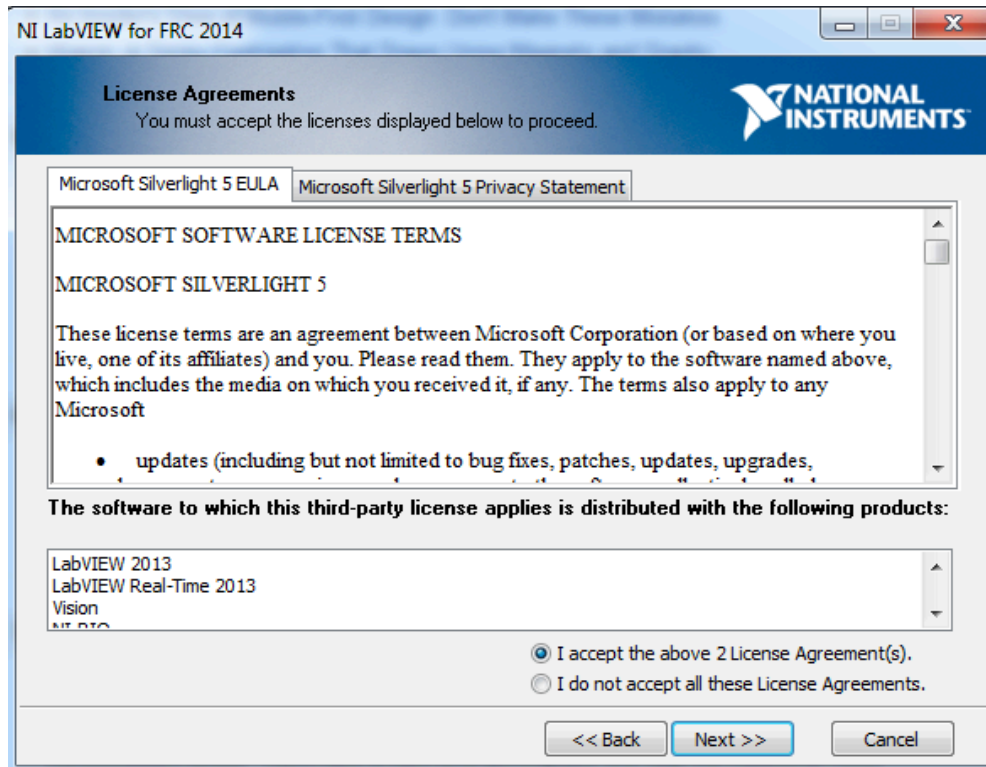 NI LabVIEW for FRC 2014
License Agreements
You must accept the licenses displayed below to proceed.
NATIONAL
INSTRUMENTS
Microsoft Silverlight 5 EULA
Microsoft Silverlight 5 Privacy Statement
MICROSOFT SOFTWARE LICENSE TERMS
MICROSOFT SILVERLIGHT 5
These license terms are an agreement between Microsoft Corporation (or based on where you
live, one of its affiliates) and you. Please read them. They apply to the software named above,
which includes the media on which you received it, if any. The terms also apply to any
Microsoft
• updates (including but not limited to bug fixes, patches, updates, upgrades,
The software to which this third-party license applies is distributed with the following products:
LabVIEW 2013
LabVIEW Real-Time 2013
Vision
I accept the above 2 License Agreement(s).
I do not accept all these License Agreements.
<< Back
Next >>
Cancel